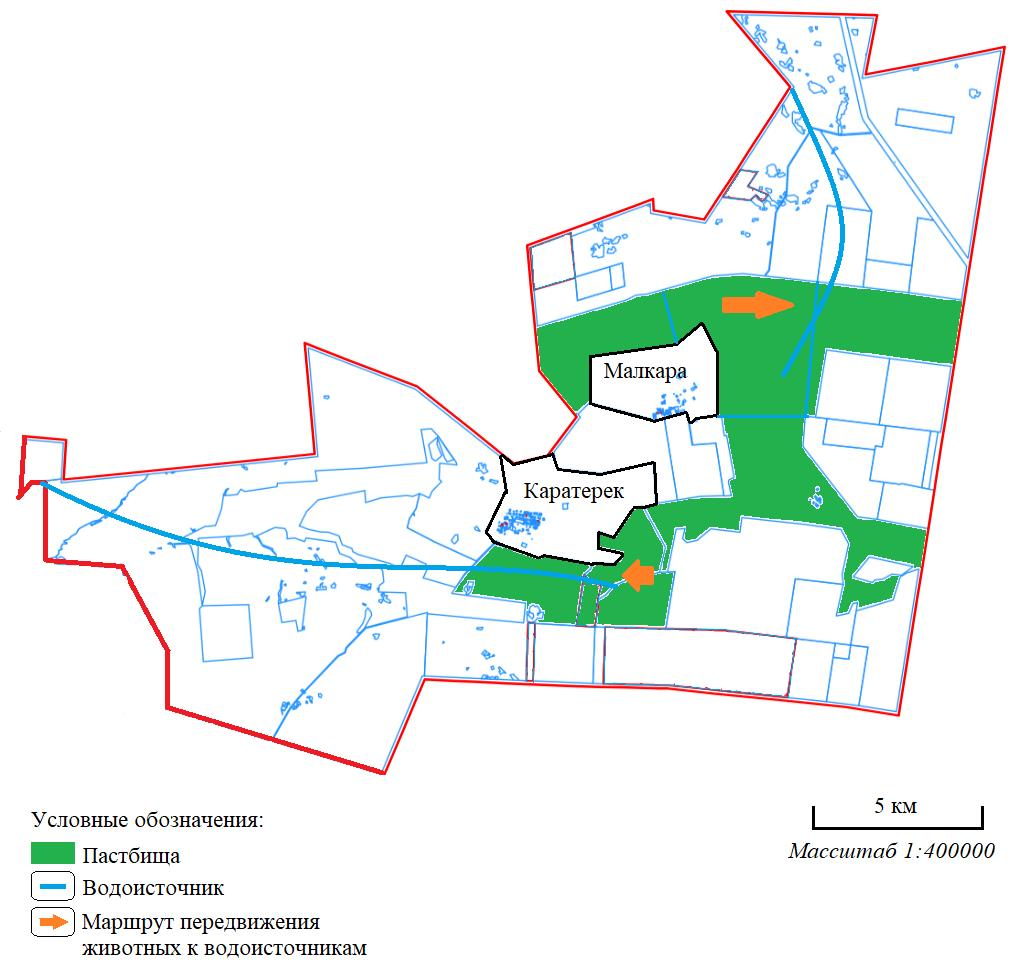 Малкара
Каратерек
Условные обозначения:
Пастбища
Водоисточник
Маршрут передвижения
животных к водоисточникам
5 км
Масштаб 1:400000